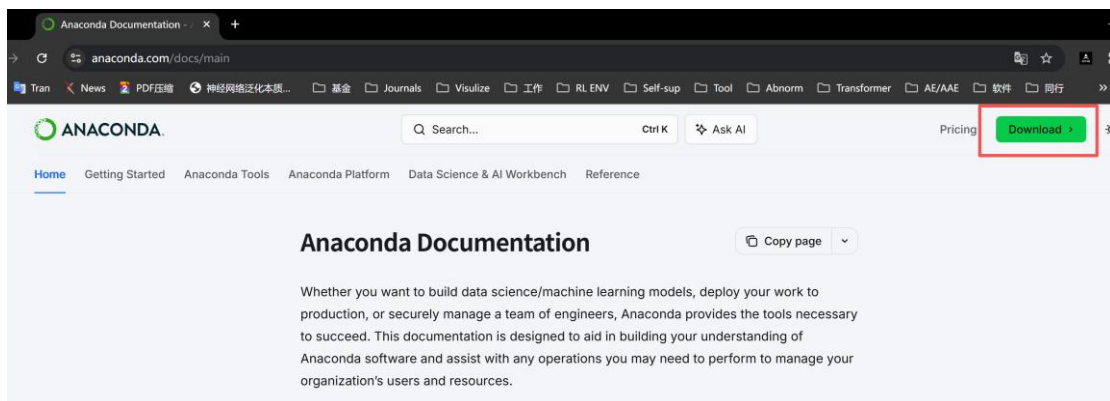 Anaconda Documentation - A
anaconda.com/docs/main
Tran News PDF压缩 神经网络泛化本质... 基金 Journals Visulize 工作 RL ENV Self-sup Tool Abnorm Transformer AE/AAE 软件 同行 »
ANACONDA. Search... Ctrl K Ask AI Pricing Download ›
Home Getting Started Anaconda Tools Anaconda Platform Data Science & AI Workbench Reference
Anaconda Documentation Copy page
Whether you want to build data science/machine learning models, deploy your work to
production, or securely manage a team of engineers, Anaconda provides the tools necessary
to succeed. This documentation is designed to aid in building your understanding of
Anaconda software and assist with any operations you may need to perform to manage your
organization's users and resources.